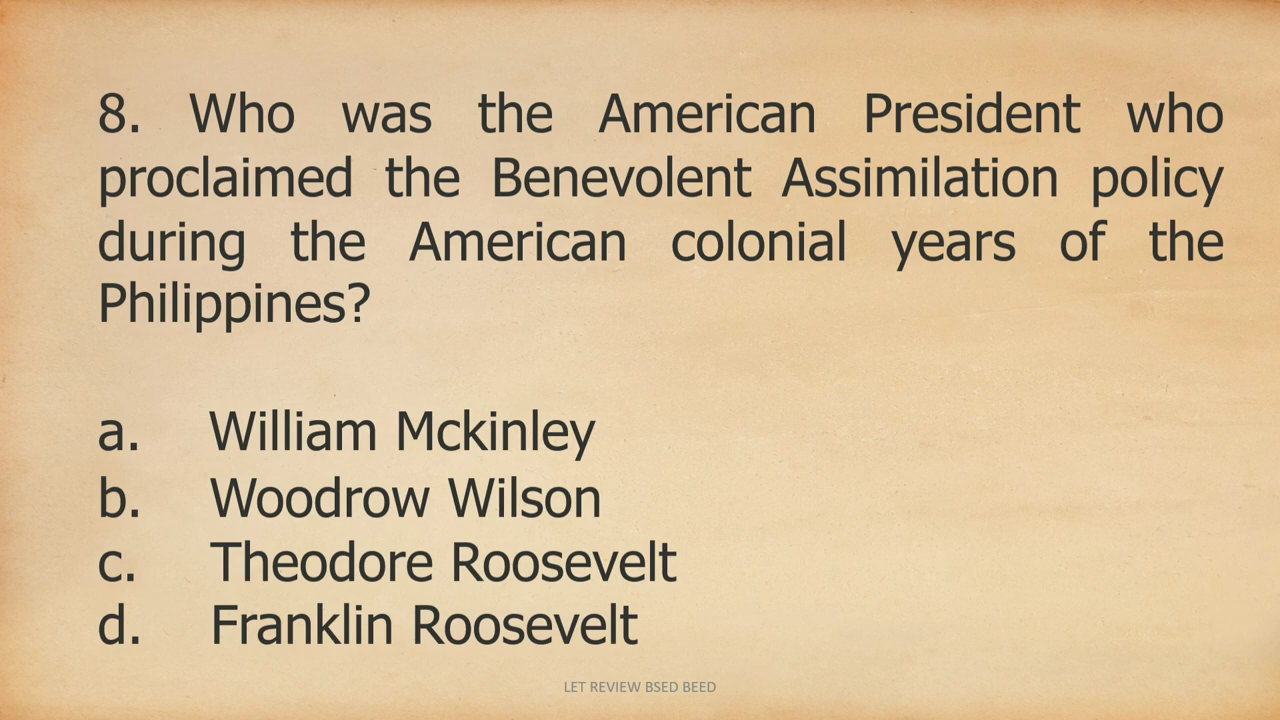 8. Who was the American President who
proclaimed the Benevolent Assimilation policy
during the American colonial years of the
Philippines?
a. William Mckinley
b. Woodrow Wilson
c. Theodore Roosevelt
d. Franklin Roosevelt
LET REVIEW BSED BEED